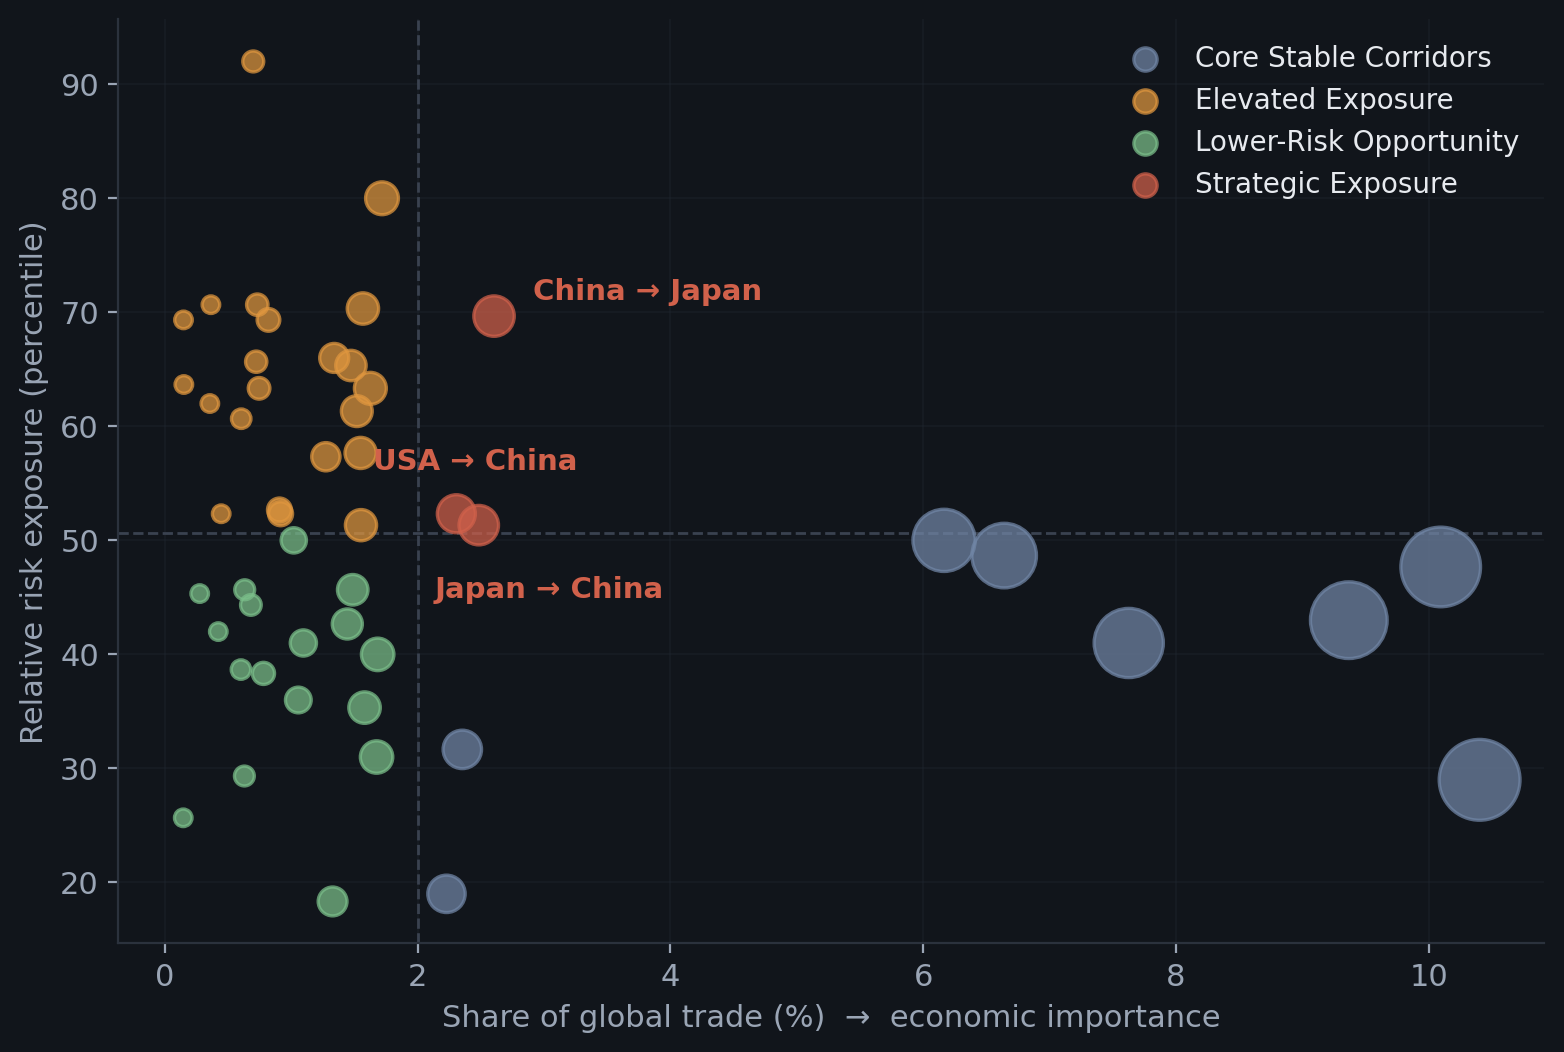 Core Stable Corridors
Elevated Exposure
Lower-Risk Opportunity
Strategic Exposure
China → Japan
USA → China
Japan → China
Relative risk exposure (percentile)
90
80
70
60
50
40
30
20
0
2
4
6
8
10
Share of global trade (%) → economic importance